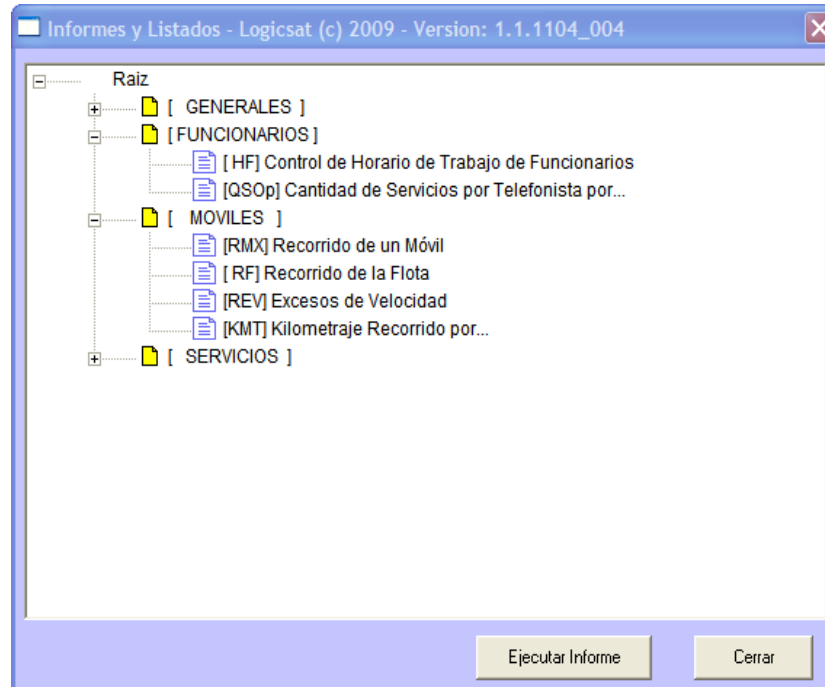 Informes y Listados - Logicsat (c) 2009 - Version: 1.1.1104_004
Raiz
[ GENERALES ]
[ FUNCIONARIOS ]
[ HF] Control de Horario de Trabajo de Funcionarios
[QSOp] Cantidad de Servicios por Telefonista por...
[ MOVILES ]
[RMX] Recorrido de un Móvil
[ RF] Recorrido de la Flota
[REV] Excesos de Velocidad
[KMT] Kilometraje Recorrido por...
[ SERVICIOS ]
Ejecutar Informe Cerrar